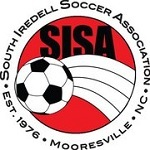 SOUTH IREDELL SOCCER ASSOCIATION
SISA
• EST. 1976 • MOORESVILLE • NC •